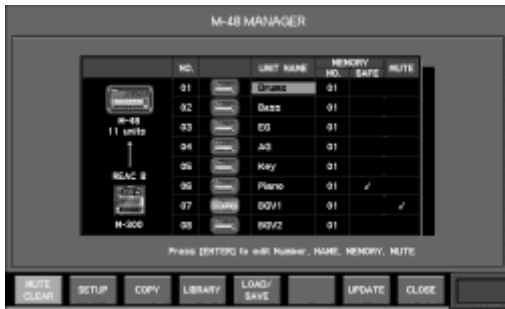 M-48 MANAGER
NO. UNIT NAME MEMORY NO. SAFE MUTE
01 Drums 01
02 Bass 01
03 EG 01
04 AG 01
05 Key 01
06 Piano 01 ✓
07 BGV1 01 ✓
08 BGV2 01
M-48
11 units
REAC B
M-300
Press [ENTER] to edit Number, NAME, MEMORY, MUTE.
MUTE CLEAR SETUP COPY LIBRARY LOAD/SAVE UPDATE CLOSE